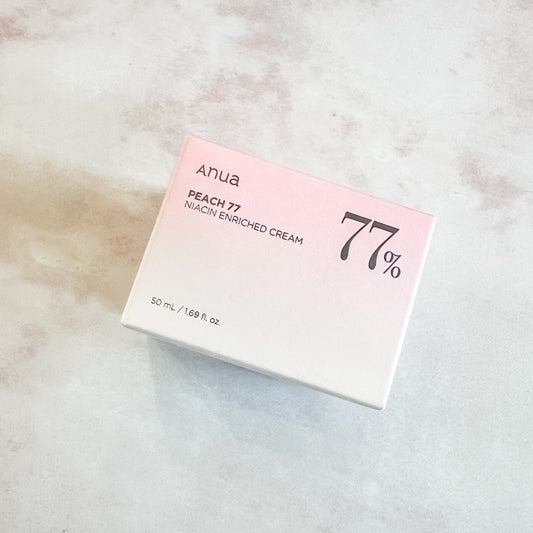 Anua
PEACH 77
NIACIN ENRICHED CREAM
77%
50 mL / 1.69 fl. oz.